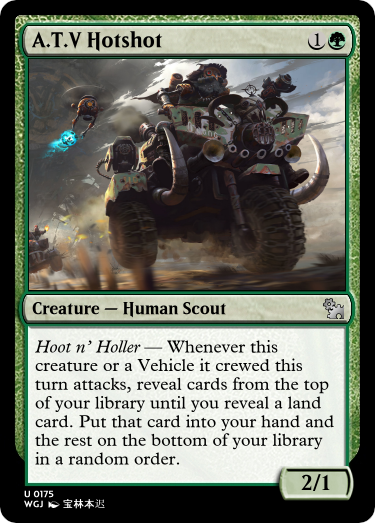 A.T.V Hotshot
1
Creature — Human Scout
Hoot n' Holler — Whenever this
creature or a Vehicle it crewed this
turn attacks, reveal cards from the top
of your library until you reveal a land
card. Put that card into your hand and
the rest on the bottom of your library
in a random order.
2/1
U 0175
WGJ 宝林本迟